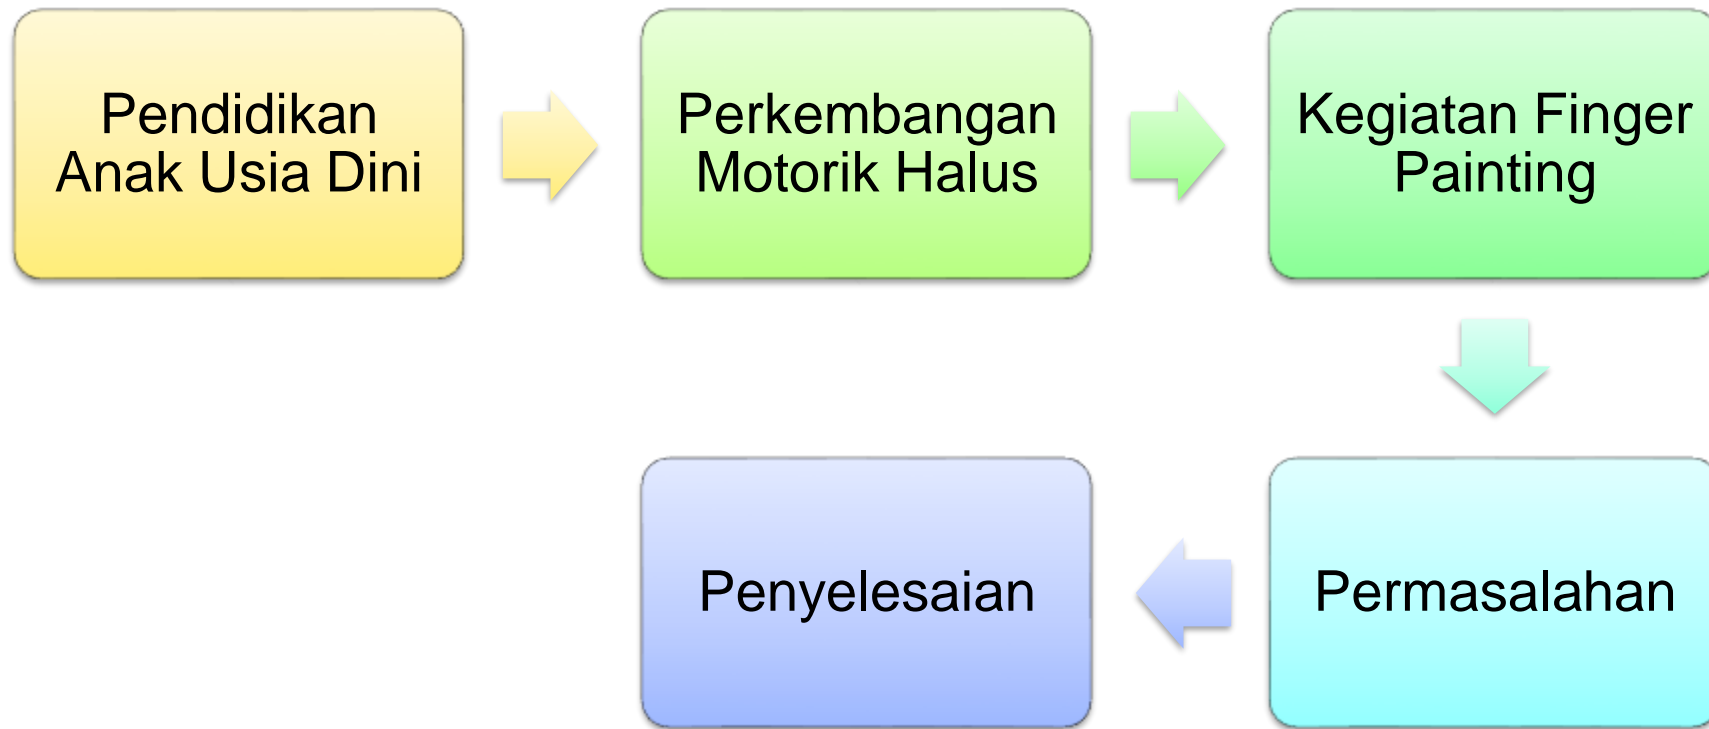 Pendidikan
Anak Usia Dini
Perkembangan
Motorik Halus
Kegiatan Finger
Painting
Permasalahan
Penyelesaian